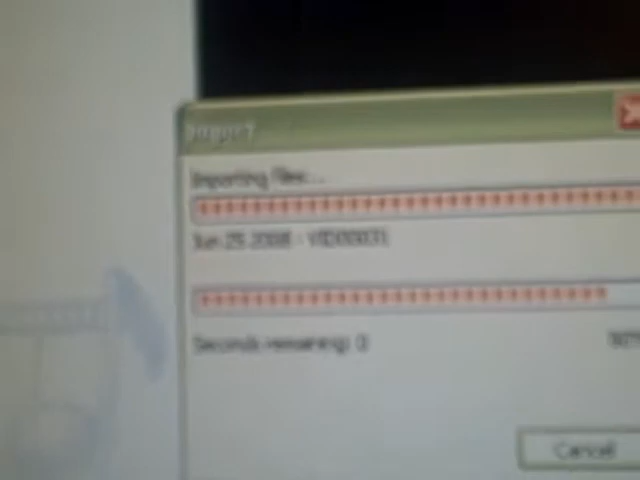 Import
Importing files...
Jun 25 2008 - VID00031
Seconds remaining: 0
Cancel